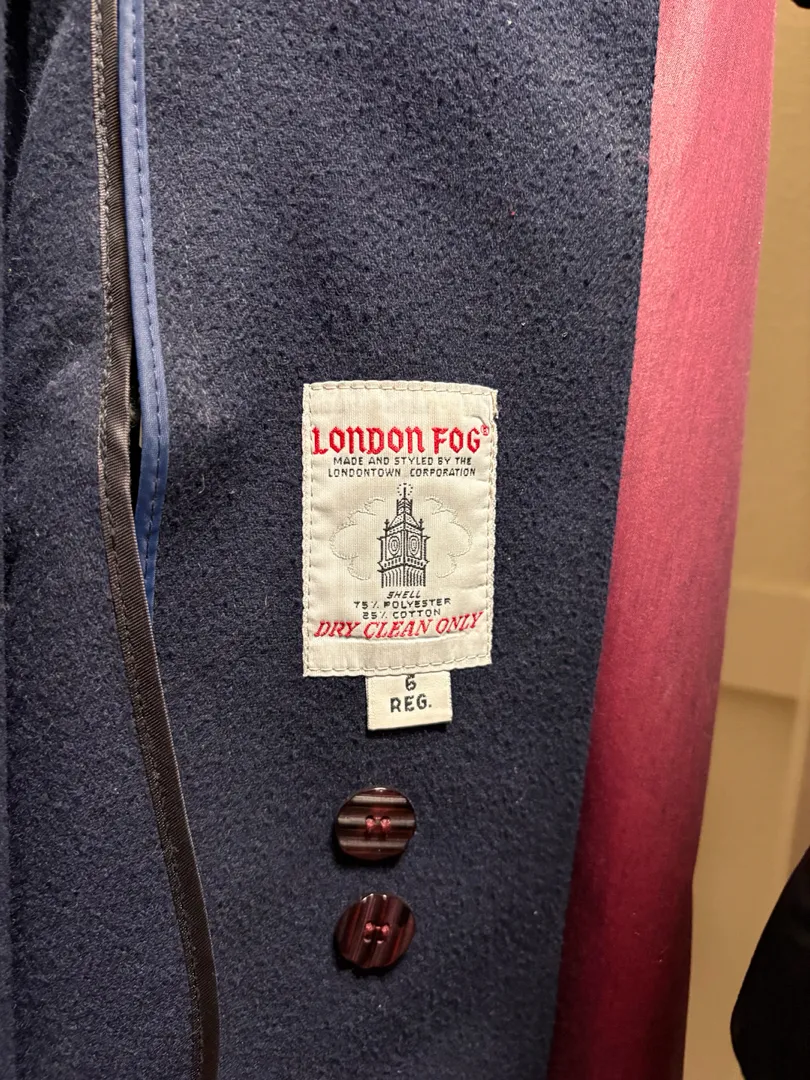 LONDON FOG®
MADE AND STYLED BY THE
LONDONTOWN CORPORATION
SHELL
75% POLYESTER
25% COTTON
DRY CLEAN ONLY
6
REG.